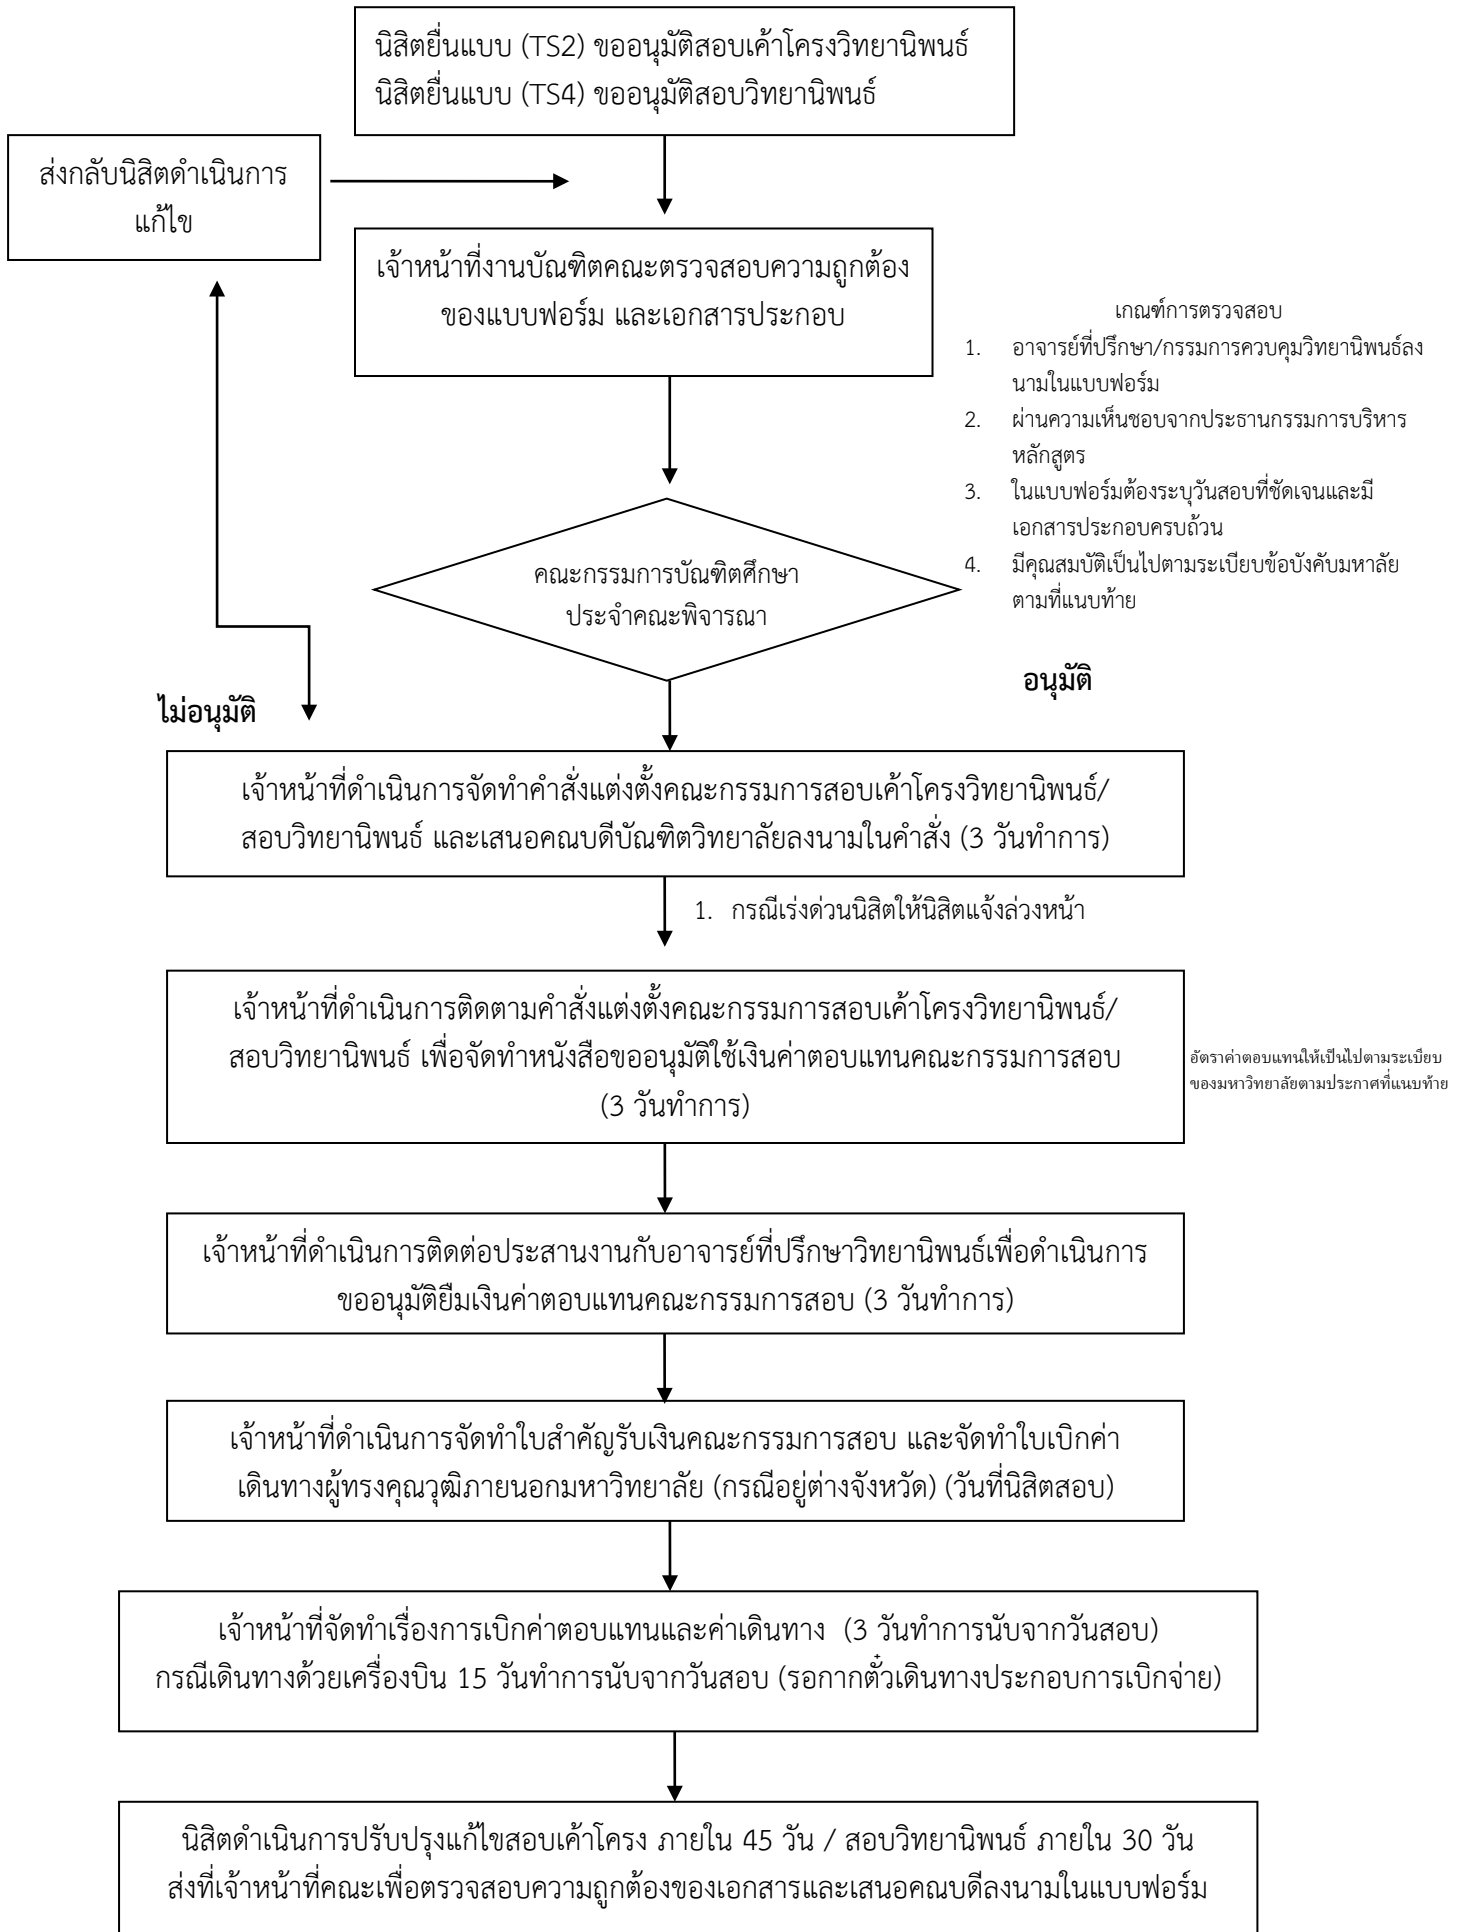 นิสิตยื่นแบบ (TS2) ขออนุมัติสอบเค้าโครงวิทยานิพนธ์
นิสิตยื่นแบบ (TS4) ขออนุมัติสอบวิทยานิพนธ์
ส่งกลับนิสิตดำเนินการ
แก้ไข
เจ้าหน้าที่งานบัณฑิตคณะตรวจสอบความถูกต้อง
ของแบบฟอร์ม และเอกสารประกอบ
เกณฑ์การตรวจสอบ
1. อาจารย์ที่ปรึกษา/กรรมการควบคุมวิทยานิพนธ์ลง
นามในแบบฟอร์ม
2. ผ่านความเห็นชอบจากประธานกรรมการบริหาร
หลักสูตร
3. ในแบบฟอร์มต้องระบุวันสอบที่ชัดเจนและมี
เอกสารประกอบครบถ้วน
4. มีคุณสมบัติเป็นไปตามระเบียบข้อบังคับมหาลัย
ตามที่แนบท้าย
คณะกรรมการบัณฑิตศึกษา
ประจำคณะพิจารณา
อนุมัติ
ไม่อนุมัติ
เจ้าหน้าที่ดำเนินการจัดทำคำสั่งแต่งตั้งคณะกรรมการสอบเค้าโครงวิทยานิพนธ์/
สอบวิทยานิพนธ์ และเสนอคณบดีบัณฑิตวิทยาลัยลงนามในคำสั่ง (3 วันทำการ)
1. กรณีเร่งด่วนนิสิตให้นิสิตแจ้งล่วงหน้า
เจ้าหน้าที่ดำเนินการติดตามคำสั่งแต่งตั้งคณะกรรมการสอบเค้าโครงวิทยานิพนธ์/
สอบวิทยานิพนธ์ เพื่อจัดทำหนังสือขออนุมัติใช้เงินค่าตอบแทนคณะกรรมการสอบ
(3 วันทำการ)
อัตราค่าตอบแทนให้เป็นไปตามระเบียบ
ของมหาวิทยาลัยตามประกาศที่แนบท้าย
เจ้าหน้าที่ดำเนินการติดต่อประสานงานกับอาจารย์ที่ปรึกษาวิทยานิพนธ์เพื่อดำเนินการ
ขออนุมัติยืมเงินค่าตอบแทนคณะกรรมการสอบ (3 วันทำการ)
เจ้าหน้าที่ดำเนินการจัดทำใบสำคัญรับเงินคณะกรรมการสอบ และจัดทำใบเบิกค่า
เดินทางผู้ทรงคุณวุฒิภายนอกมหาวิทยาลัย (กรณีอยู่ต่างจังหวัด) (วันที่นิสิตสอบ)
เจ้าหน้าที่จัดทำเรื่องการเบิกค่าตอบแทนและค่าเดินทาง (3 วันทำการนับจากวันสอบ)
กรณีเดินทางด้วยเครื่องบิน 15 วันทำการนับจากวันสอบ (รอกากตั๋วเดินทางประกอบการเบิกจ่าย)
นิสิตดำเนินการปรับปรุงแก้ไขสอบเค้าโครง ภายใน 45 วัน / สอบวิทยานิพนธ์ ภายใน 30 วัน
ส่งที่เจ้าหน้าที่คณะเพื่อตรวจสอบความถูกต้องของเอกสารและเสนอคณบดีลงนามในแบบฟอร์ม